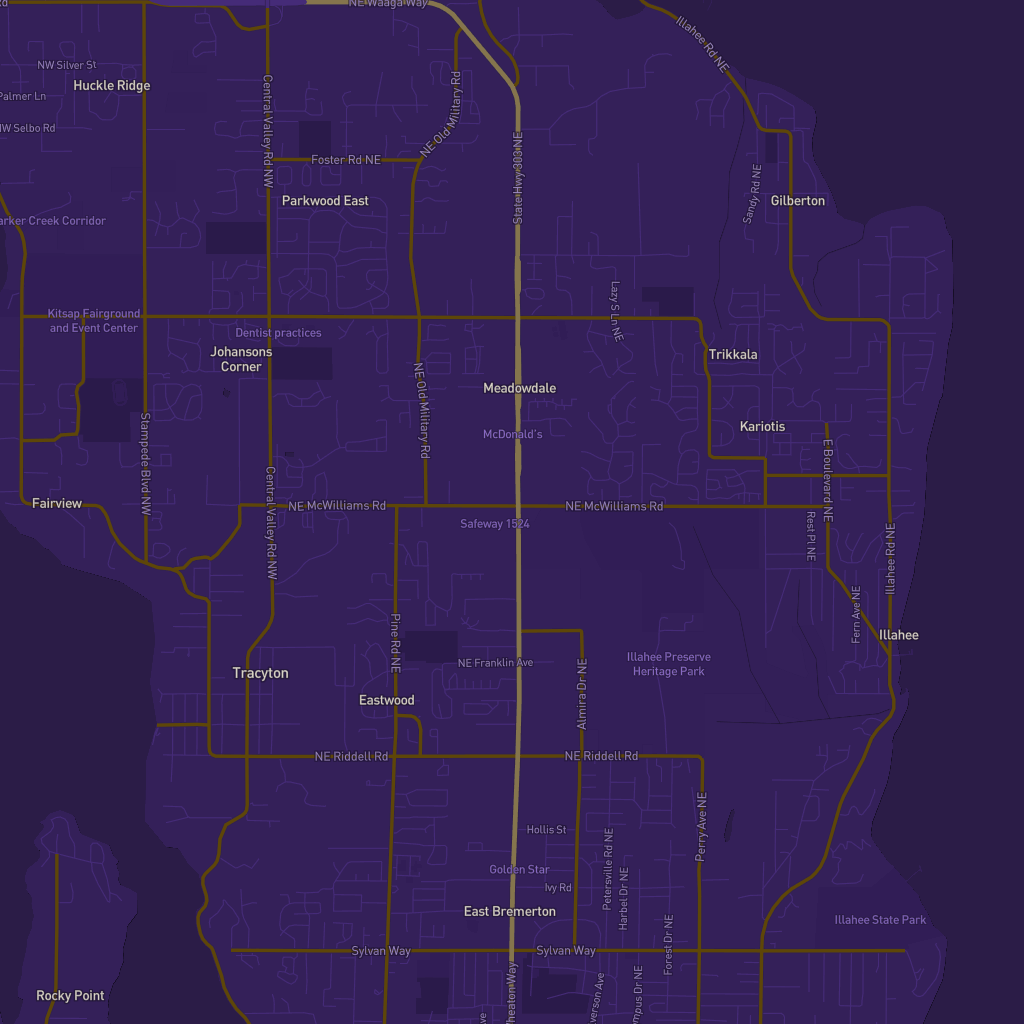 NE Waaga Way
Illahee Rd NE
NW Silver St
Huckle Ridge
Palmer Ln
NW Selbo Rd
Central Valley Rd NW
NE Old Military Rd
State Hwy 303 NE
Foster Rd NE
Parkwood East
Sandy Rd NE
Gilberton
arker Creek Corridor
Kitsap Fairground
and Event Center
Dentist practices
Lazy S Ln NE
Johansons
Corner
Trikkala
NE Old Military Rd
Meadowdale
McDonald's
Kariotis
Stampede Blvd NW
E Boulevard NE
Fairview
Central Valley Rd NW
NE McWilliams Rd
NE McWilliams Rd
Safeway 1524
Rest Pl NE
Illahee Rd NE
Fern Ave NE
Pine Rd NE
Illahee
NE Franklin Ave
Illahee Preserve
Heritage Park
Tracyton
Eastwood
Almira Dr NE
NE Riddell Rd
NE Riddell Rd
Perry Ave NE
Hollis St
Petersville Rd NE
Golden Star
Harbel Dr NE
Ivy Rd
East Bremerton
Illahee State Park
Forest Dr NE
Sylvan Way
Sylvan Way
Rocky Point
heaton Way
verson Ave
mpus Dr NE